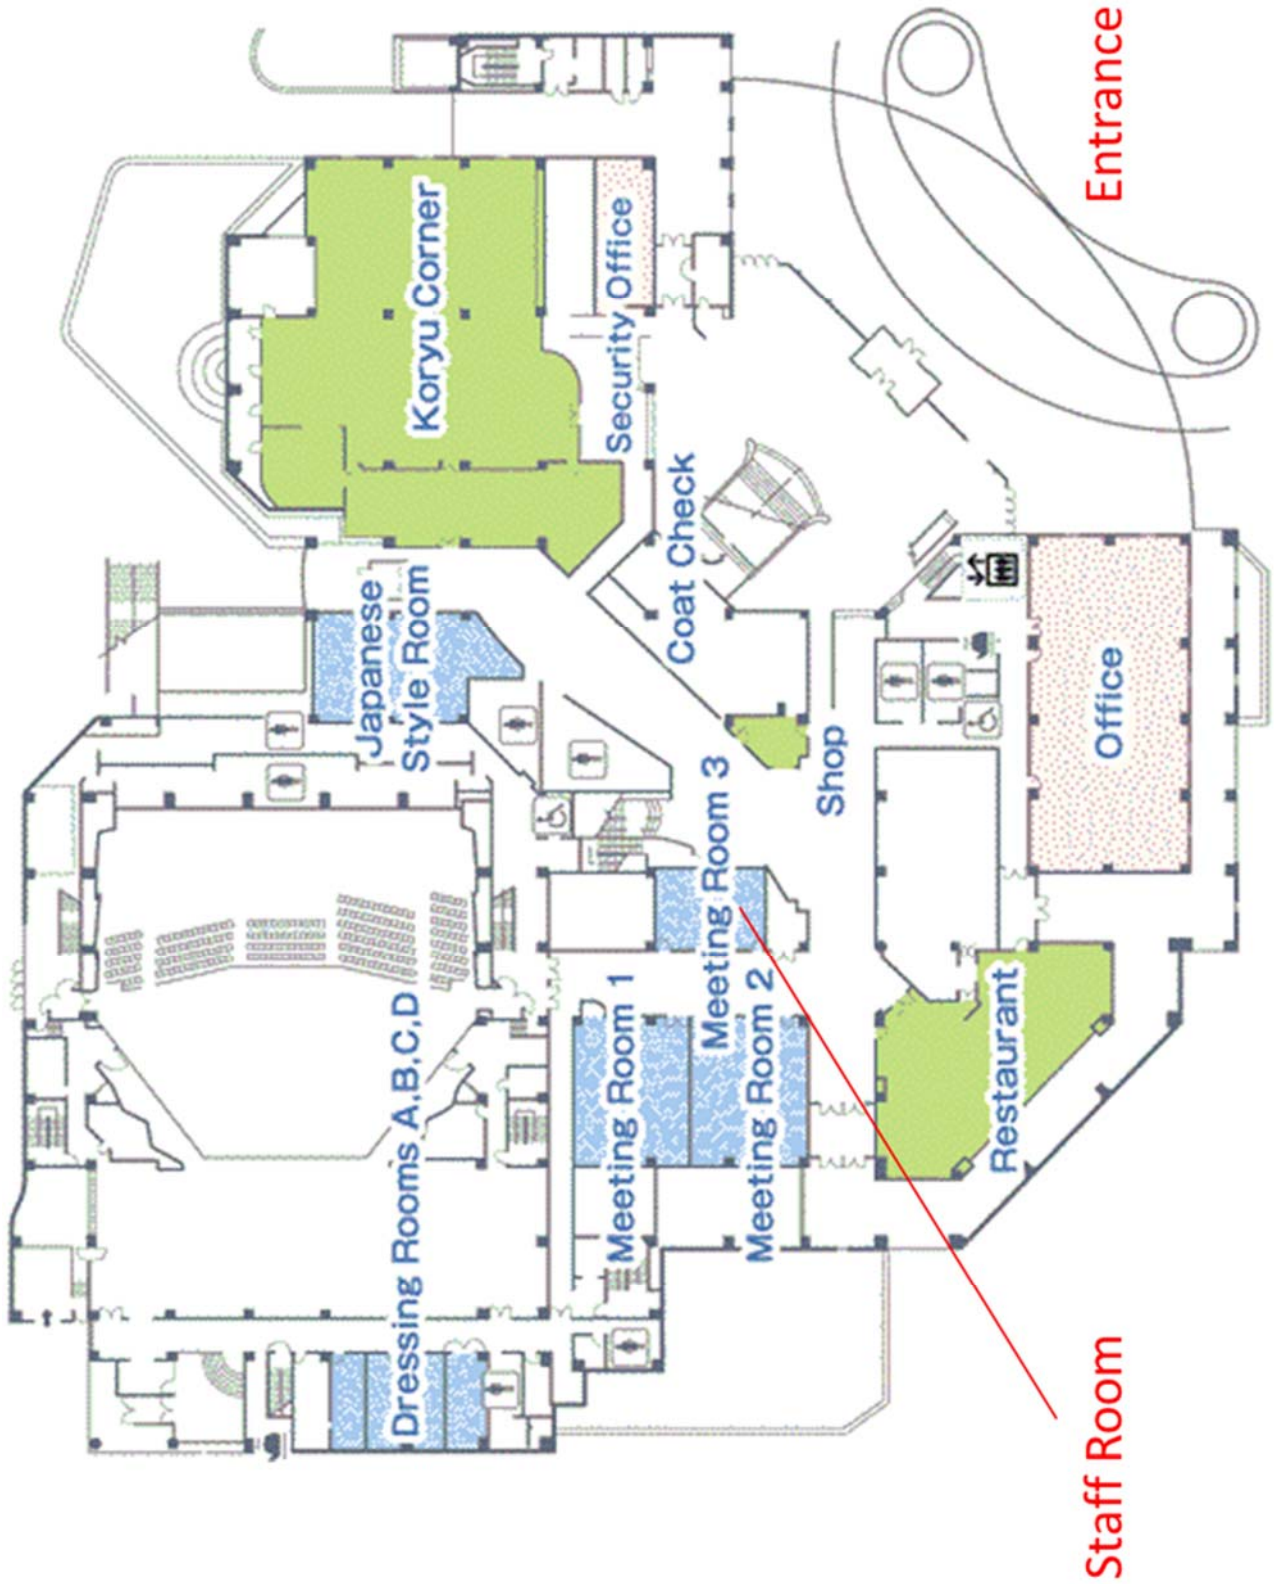 Entrance
Koryu Corner
Security Office
Coat Check
Japanese
Style Room
Office
Shop
Meeting Room 3
Restaurant
Meeting Room 1
Meeting Room 2
Dressing Rooms A,B,C,D
Staff Room